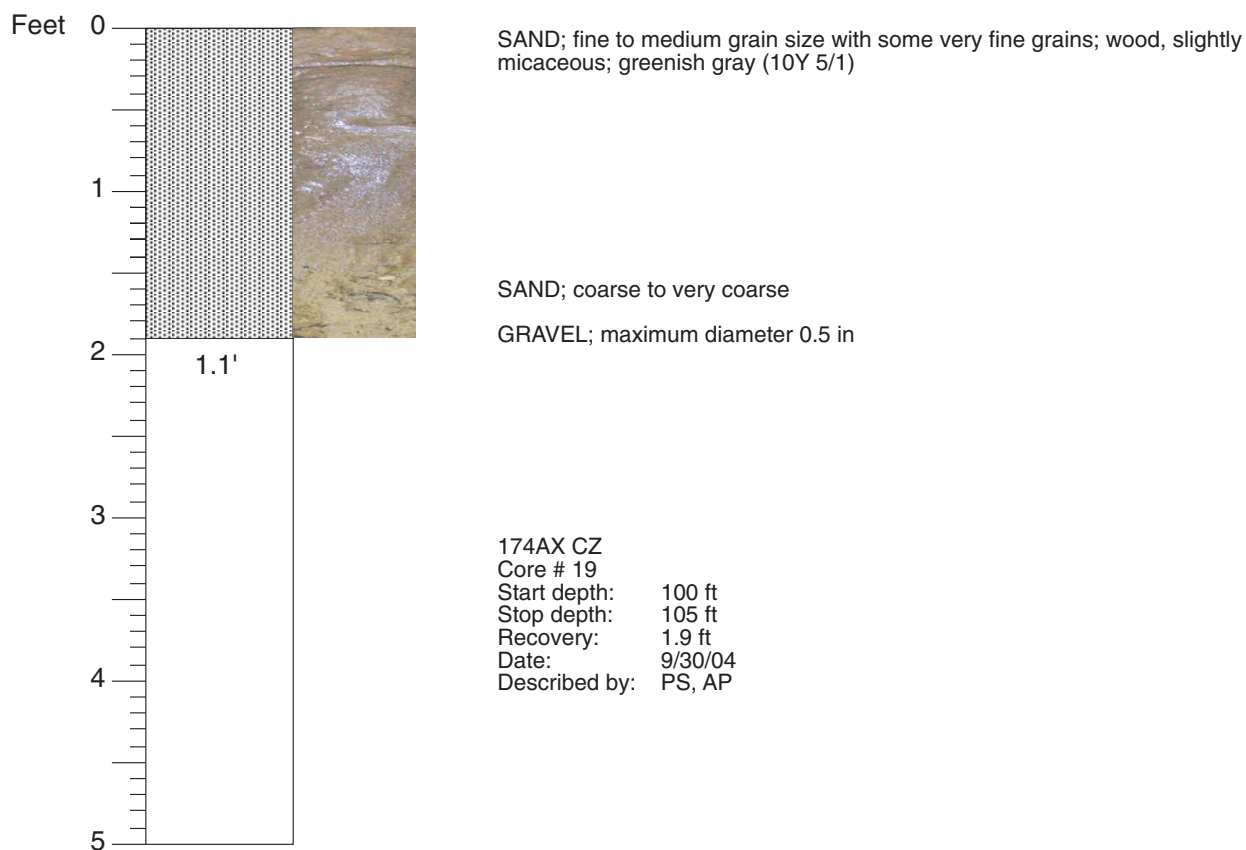 Feet 0
SAND; fine to medium grain size with some very fine grains; wood, slightly
micaceous; greenish gray (10Y 5/1)
1
SAND; coarse to very coarse
GRAVEL; maximum diameter 0.5 in
2
1.1'
3
174AX CZ
Core # 19
Start depth: 100 ft
Stop depth: 105 ft
Recovery: 1.9 ft
Date: 9/30/04
Described by: PS, AP
4
5